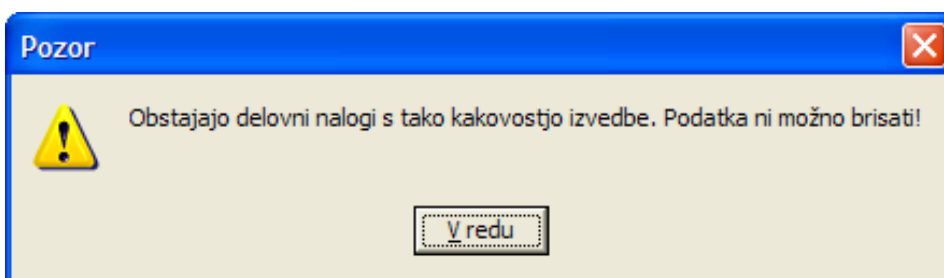 Pozor
Obstajajo delovni nalogi s tako kakovostjo izvedbe. Podatka ni možno brisati!
V redu